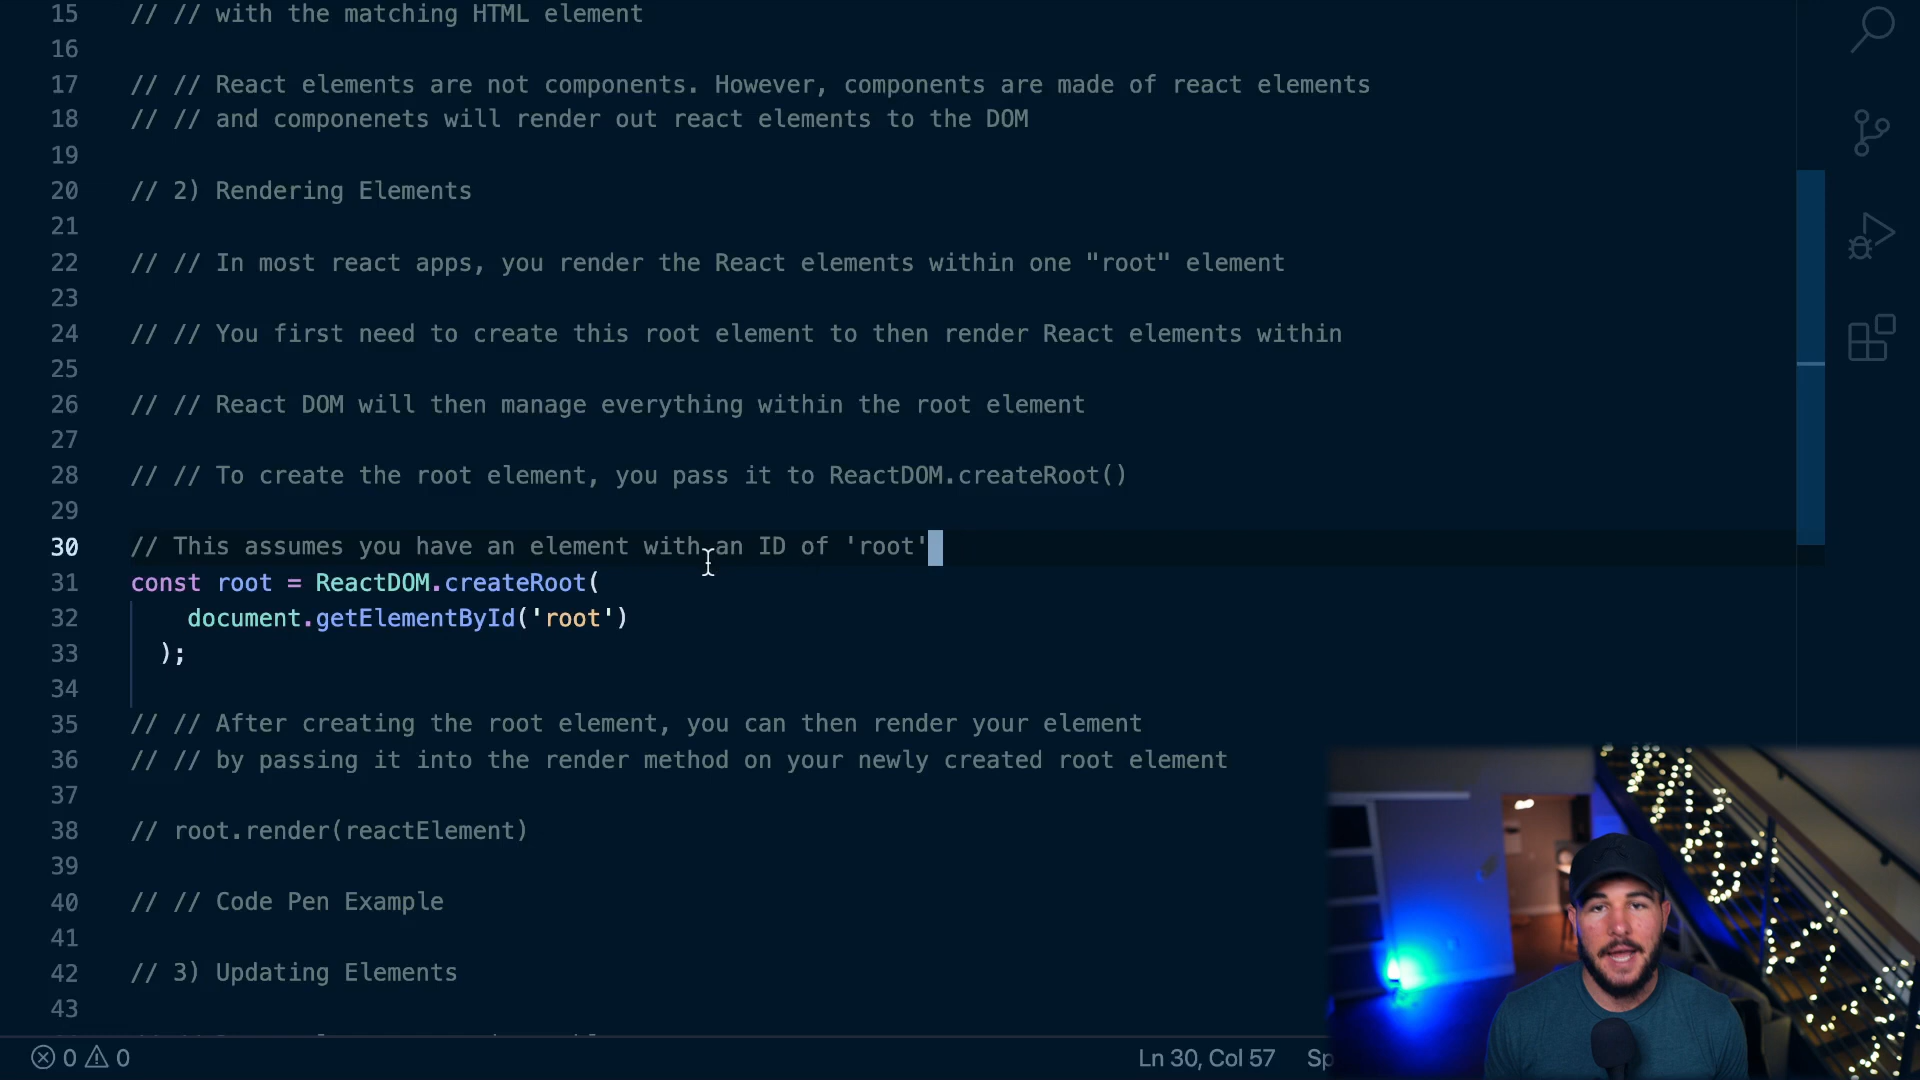 15 // // with the matching HTML element
16
17 // // React elements are not components. However, components are made of react elements
18 // // and componenets will render out react elements to the DOM
19
20 // 2) Rendering Elements
21
22 // // In most react apps, you render the React elements within one "root" element
23
24 // // You first need to create this root element to then render React elements within
25
26 // // React DOM will then manage everything within the root element
27
28 // // To create the root element, you pass it to ReactDOM.createRoot()
29
30 // This assumes you have an element with an ID of 'root'
31 const root = ReactDOM.createRoot(
32 document.getElementById('root')
33 );
34
35 // // After creating the root element, you can then render your element
36 // // by passing it into the render method on your newly created root element
37
38 // root.render(reactElement)
39
40 // // Code Pen Example
41
42 // 3) Updating Elements
43
0 0 Ln 30, Col 57 Sp